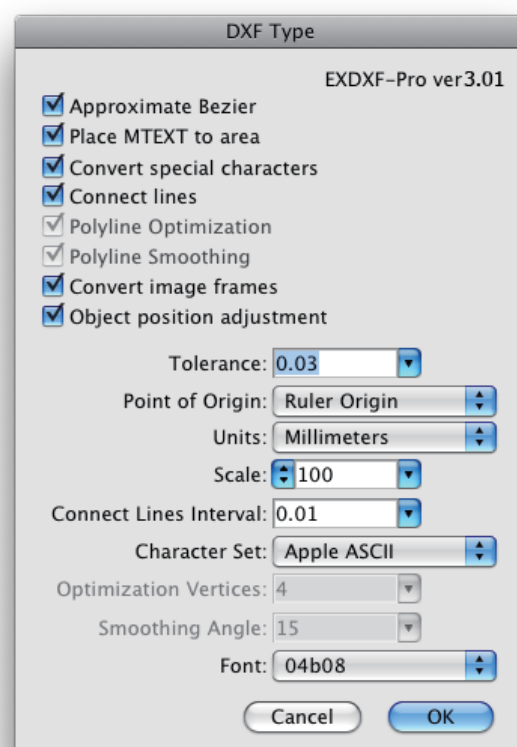 DXF Type
EXDXF-Pro ver3.01
Approximate Bezier
Place MTEXT to area
Convert special characters
Connect lines
Polyline Optimization
Polyline Smoothing
Convert image frames
Object position adjustment
Tolerance: 0.03
Point of Origin: Ruler Origin
Units: Millimeters
Scale: 100
Connect Lines Interval: 0.01
Character Set: Apple ASCII
Optimization Vertices: 4
Smoothing Angle: 15
Font: 04b08
Cancel OK